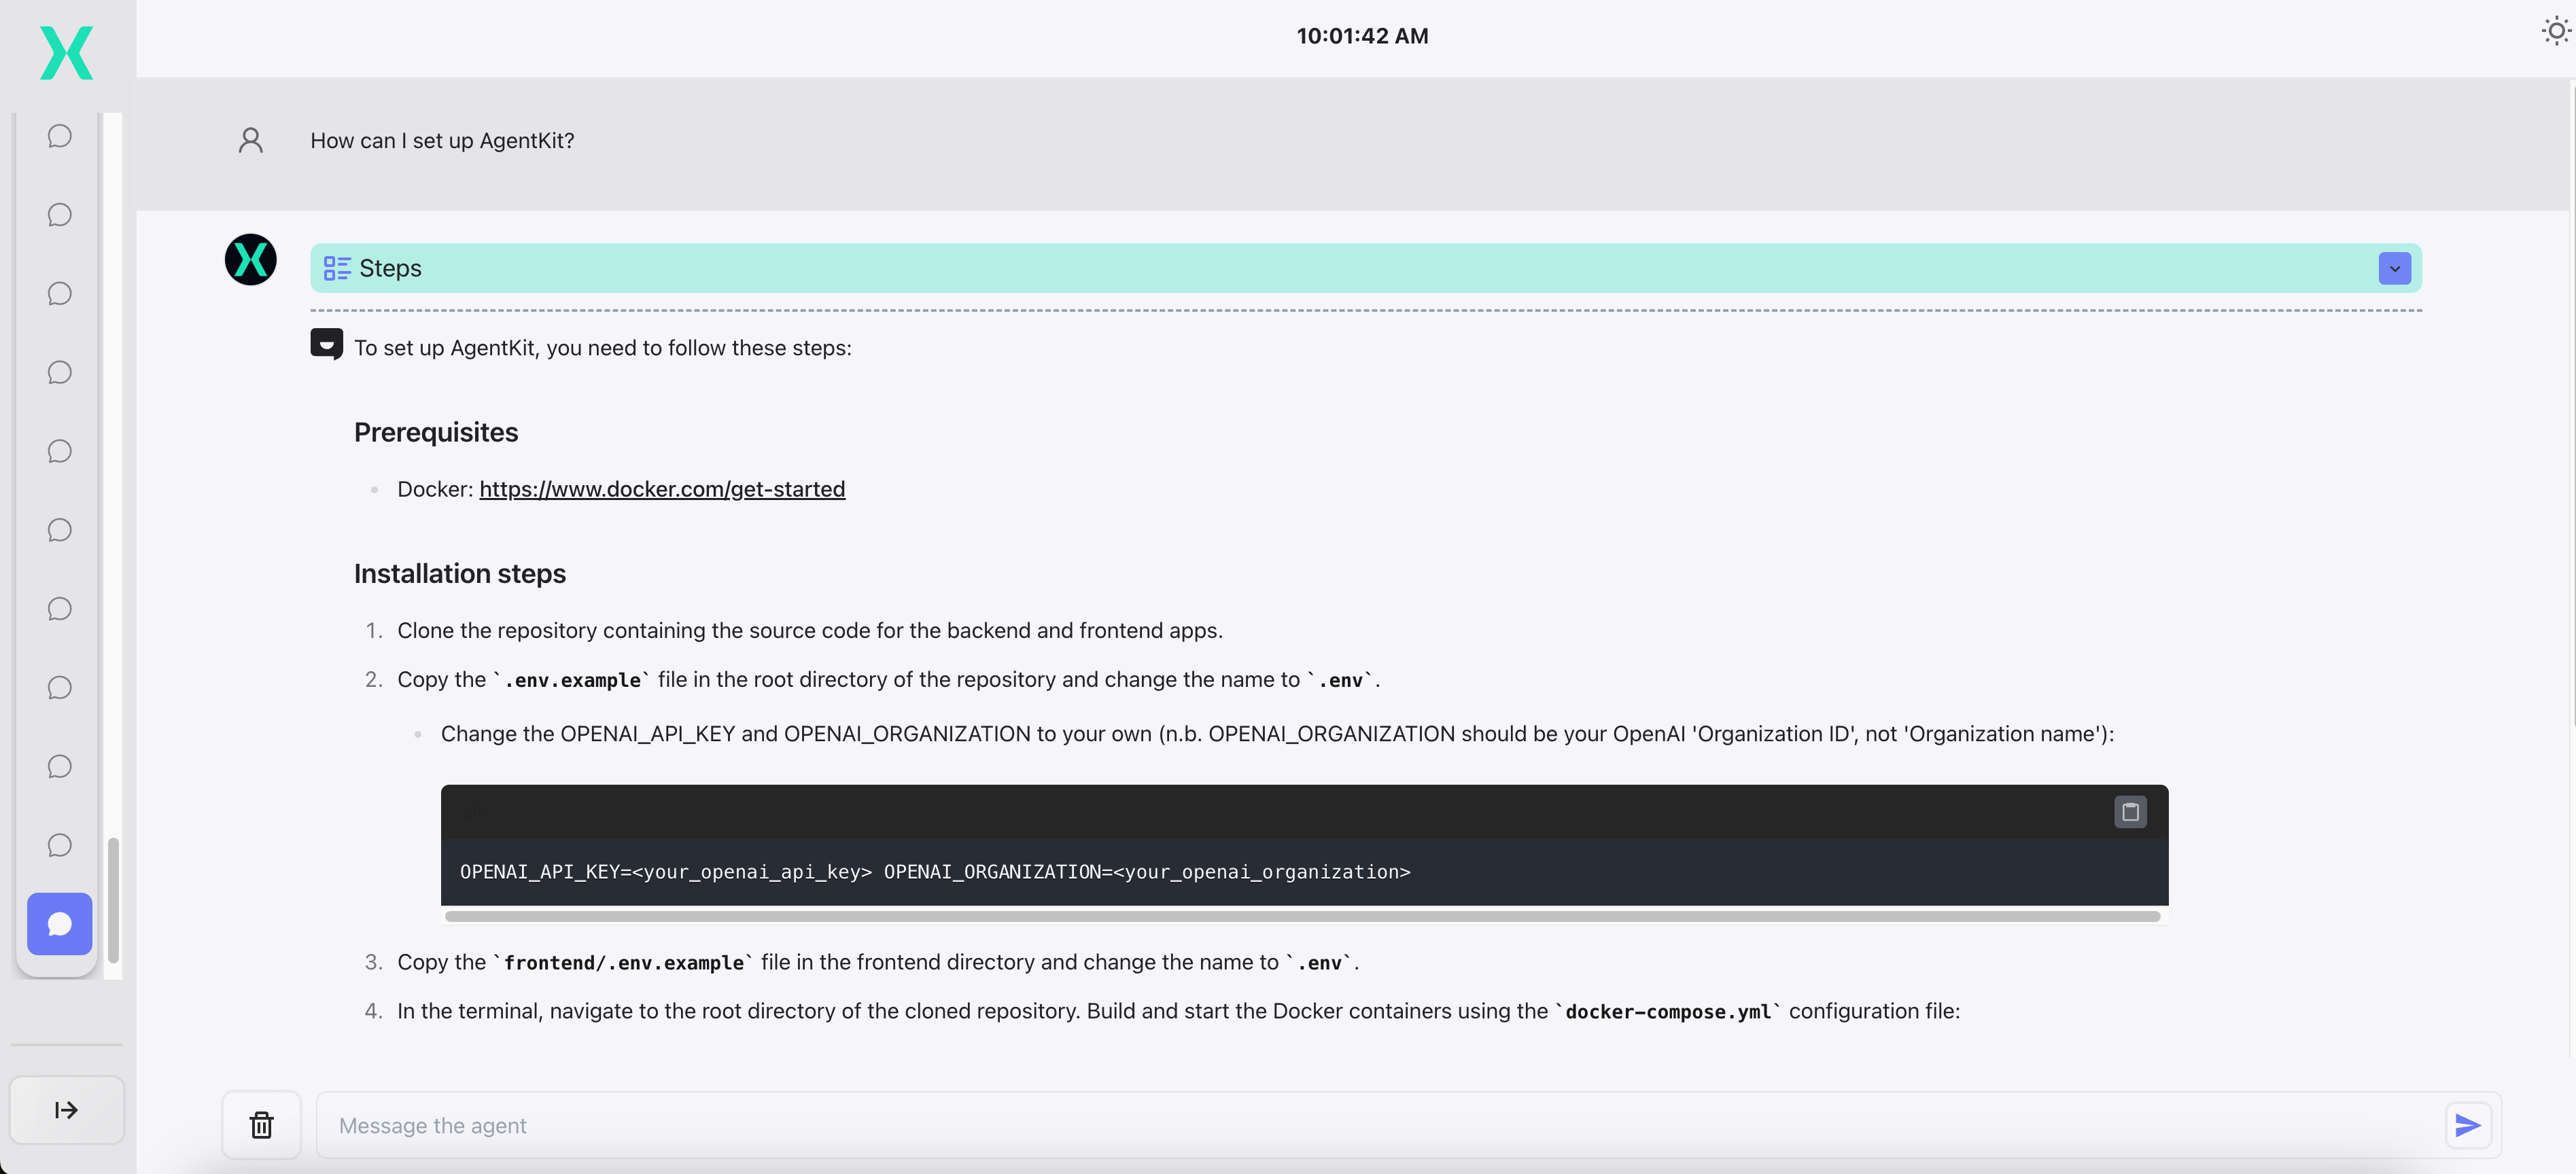 10:01:42 AM
How can I set up AgentKit?
Steps
To set up AgentKit, you need to follow these steps:
Prerequisites
Docker: https://www.docker.com/get-started
Installation steps
1. Clone the repository containing the source code for the backend and frontend apps.
2. Copy the `.env.example` file in the root directory of the repository and change the name to `.env`.
Change the OPENAI_API_KEY and OPENAI_ORGANIZATION to your own (n.b. OPENAI_ORGANIZATION should be your OpenAI 'Organization ID', not 'Organization name'):
OPENAI_API_KEY=<your_openai_api_key> OPENAI_ORGANIZATION=<your_openai_organization>
3. Copy the `frontend/.env.example` file in the frontend directory and change the name to `.env`.
4. In the terminal, navigate to the root directory of the cloned repository. Build and start the Docker containers using the `docker-compose.yml` configuration file:
Message the agent